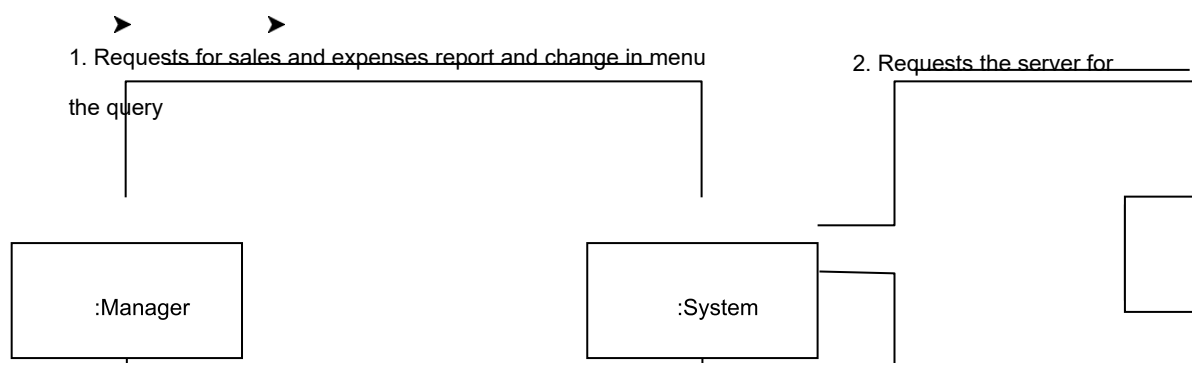 1. Requests for sales and expenses report and change in menu
2. Requests the server for
the query
:Manager
:System